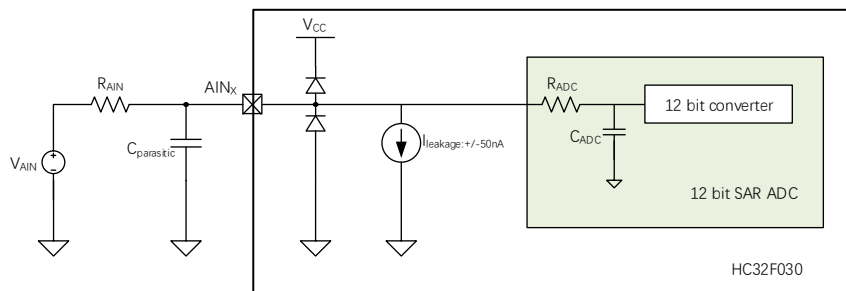 VCC
RAIN
AINX
RADC
12 bit converter
CADC
Cparasitic
Ileakage:+/-50nA
VAIN
12 bit SAR ADC
HC32F030